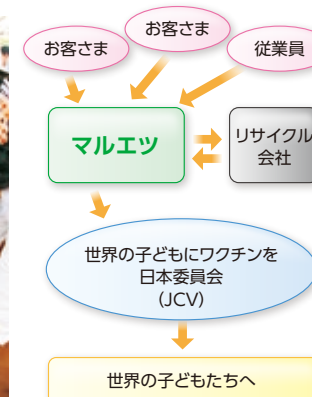 お客さま
お客さま
従業員
マルエツ
リサイクル
会社
世界の子どもにワクチンを
日本委員会
(JCV)
世界の子どもたちへ